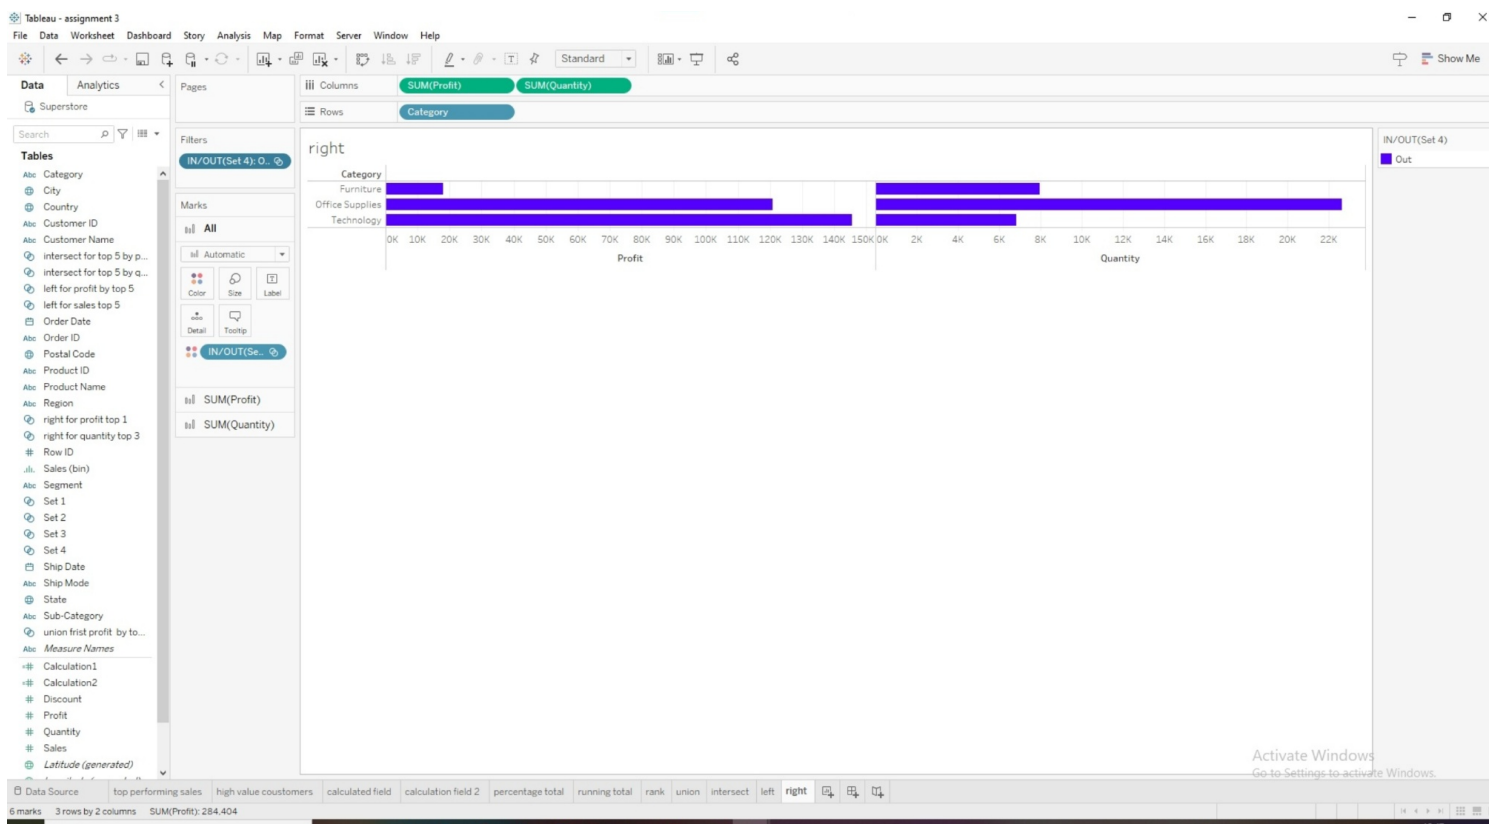 Tableau - assignment 3
File Data Worksheet Dashboard Story Analysis Map Format Server Window Help
Standard
Show Me
Data Analytics
Superstore
Search
Tables
Category
City
Country
Customer ID
Customer Name
intersect for top 5 by p...
intersect for top 5 by q...
left for profit by top 5
left for sales top 5
Order Date
Order ID
Postal Code
Product ID
Product Name
Region
right for profit top 1
right for quantity top 3
Row ID
Sales (bin)
Segment
Set 1
Set 2
Set 3
Set 4
Ship Date
Ship Mode
State
Sub-Category
union frist profit by to...
Measure Names
Calculation1
Calculation2
Discount
Profit
Quantity
Sales
Latitude (generated)
Pages
Filters
IN/OUT(Set 4): O..
Marks
All
Automatic
Color Size Label
Detail Tooltip
IN/OUT(Se..
SUM(Profit)
SUM(Quantity)
Columns SUM(Profit) SUM(Quantity)
Rows Category
right
Category
Furniture
Office Supplies
Technology
0K 10K 20K 30K 40K 50K 60K 70K 80K 90K 100K 110K 120K 130K 140K 150K 0K 2K 4K 6K 8K 10K 12K 14K 16K 18K 20K 22K
Profit Quantity
IN/OUT(Set 4)
Out
Activate Windows
Go to Settings to activate Windows.
Data Source top performing sales high value coustomers calculated field calculation field 2 percentage total running total rank union intersect left right
6 marks 3 rows by 2 columns SUM(Profit): 284,404